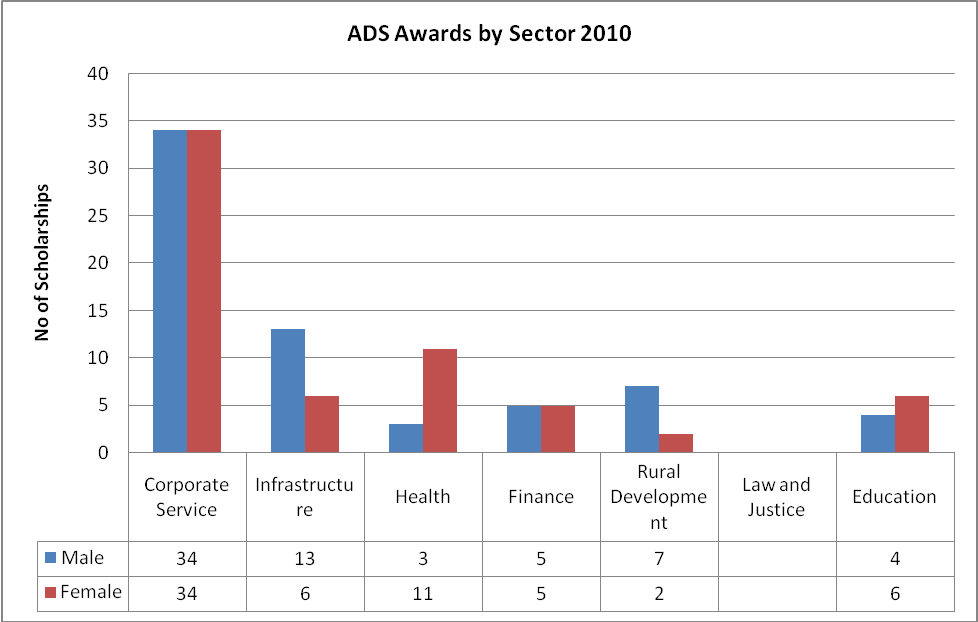 ADS Awards by Sector 2010
No of Scholarships
40
35
30
25
20
15
10
5
0
Corporate
Service
Infrastructu
re
Health
Finance
Rural
Developme
nt
Law and
Justice
Education
Male 34 13 3 5 7 4
Female 34 6 11 5 2 6